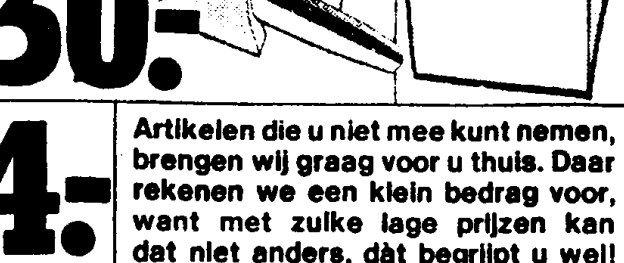 30.-
4.-
Artikelen die u niet mee kunt nemen,
brengen wij graag voor u thuis. Daar
rekenen we een klein bedrag voor,
want met zulke lage prijzen kan
dat niet anders, dàt begrijpt u wel!